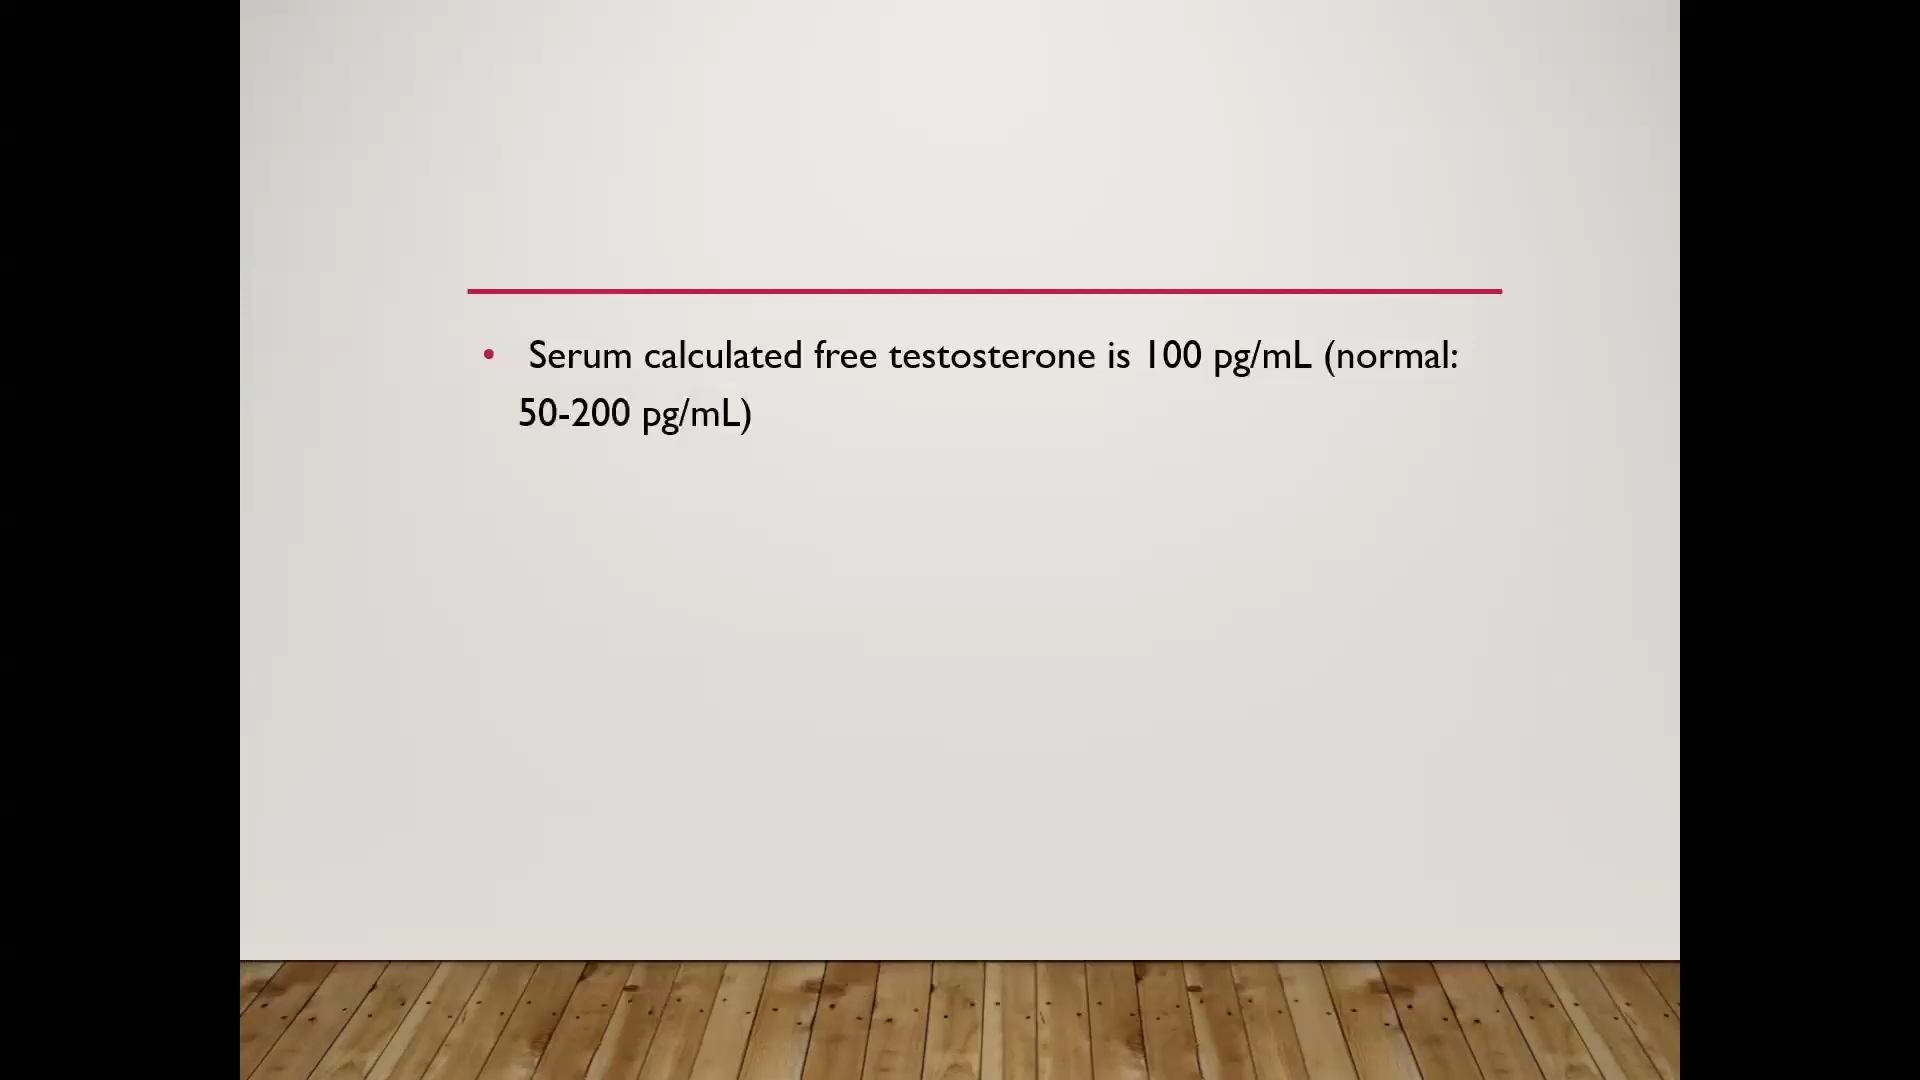 • Serum calculated free testosterone is 100 pg/mL (normal:
50-200 pg/mL)